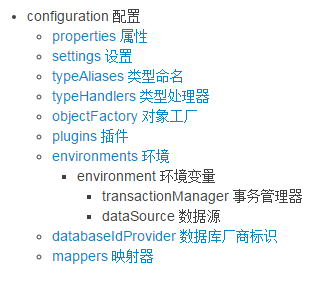 configuration 配置
properties 属性
settings 设置
typeAliases 类型命名
typeHandlers 类型处理器
objectFactory 对象工厂
plugins 插件
environments 环境
environment 环境变量
transactionManager 事务管理器
dataSource 数据源
databaseIdProvider 数据库厂商标识
mappers 映射器